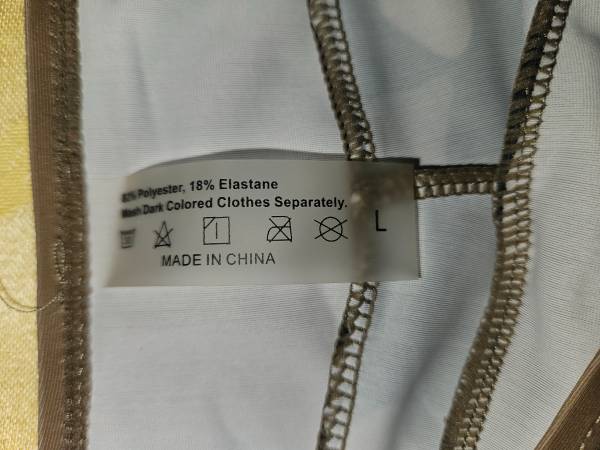 82% Polyester, 18% Elastane
Wash Dark Colored Clothes Separately.
L
MADE IN CHINA